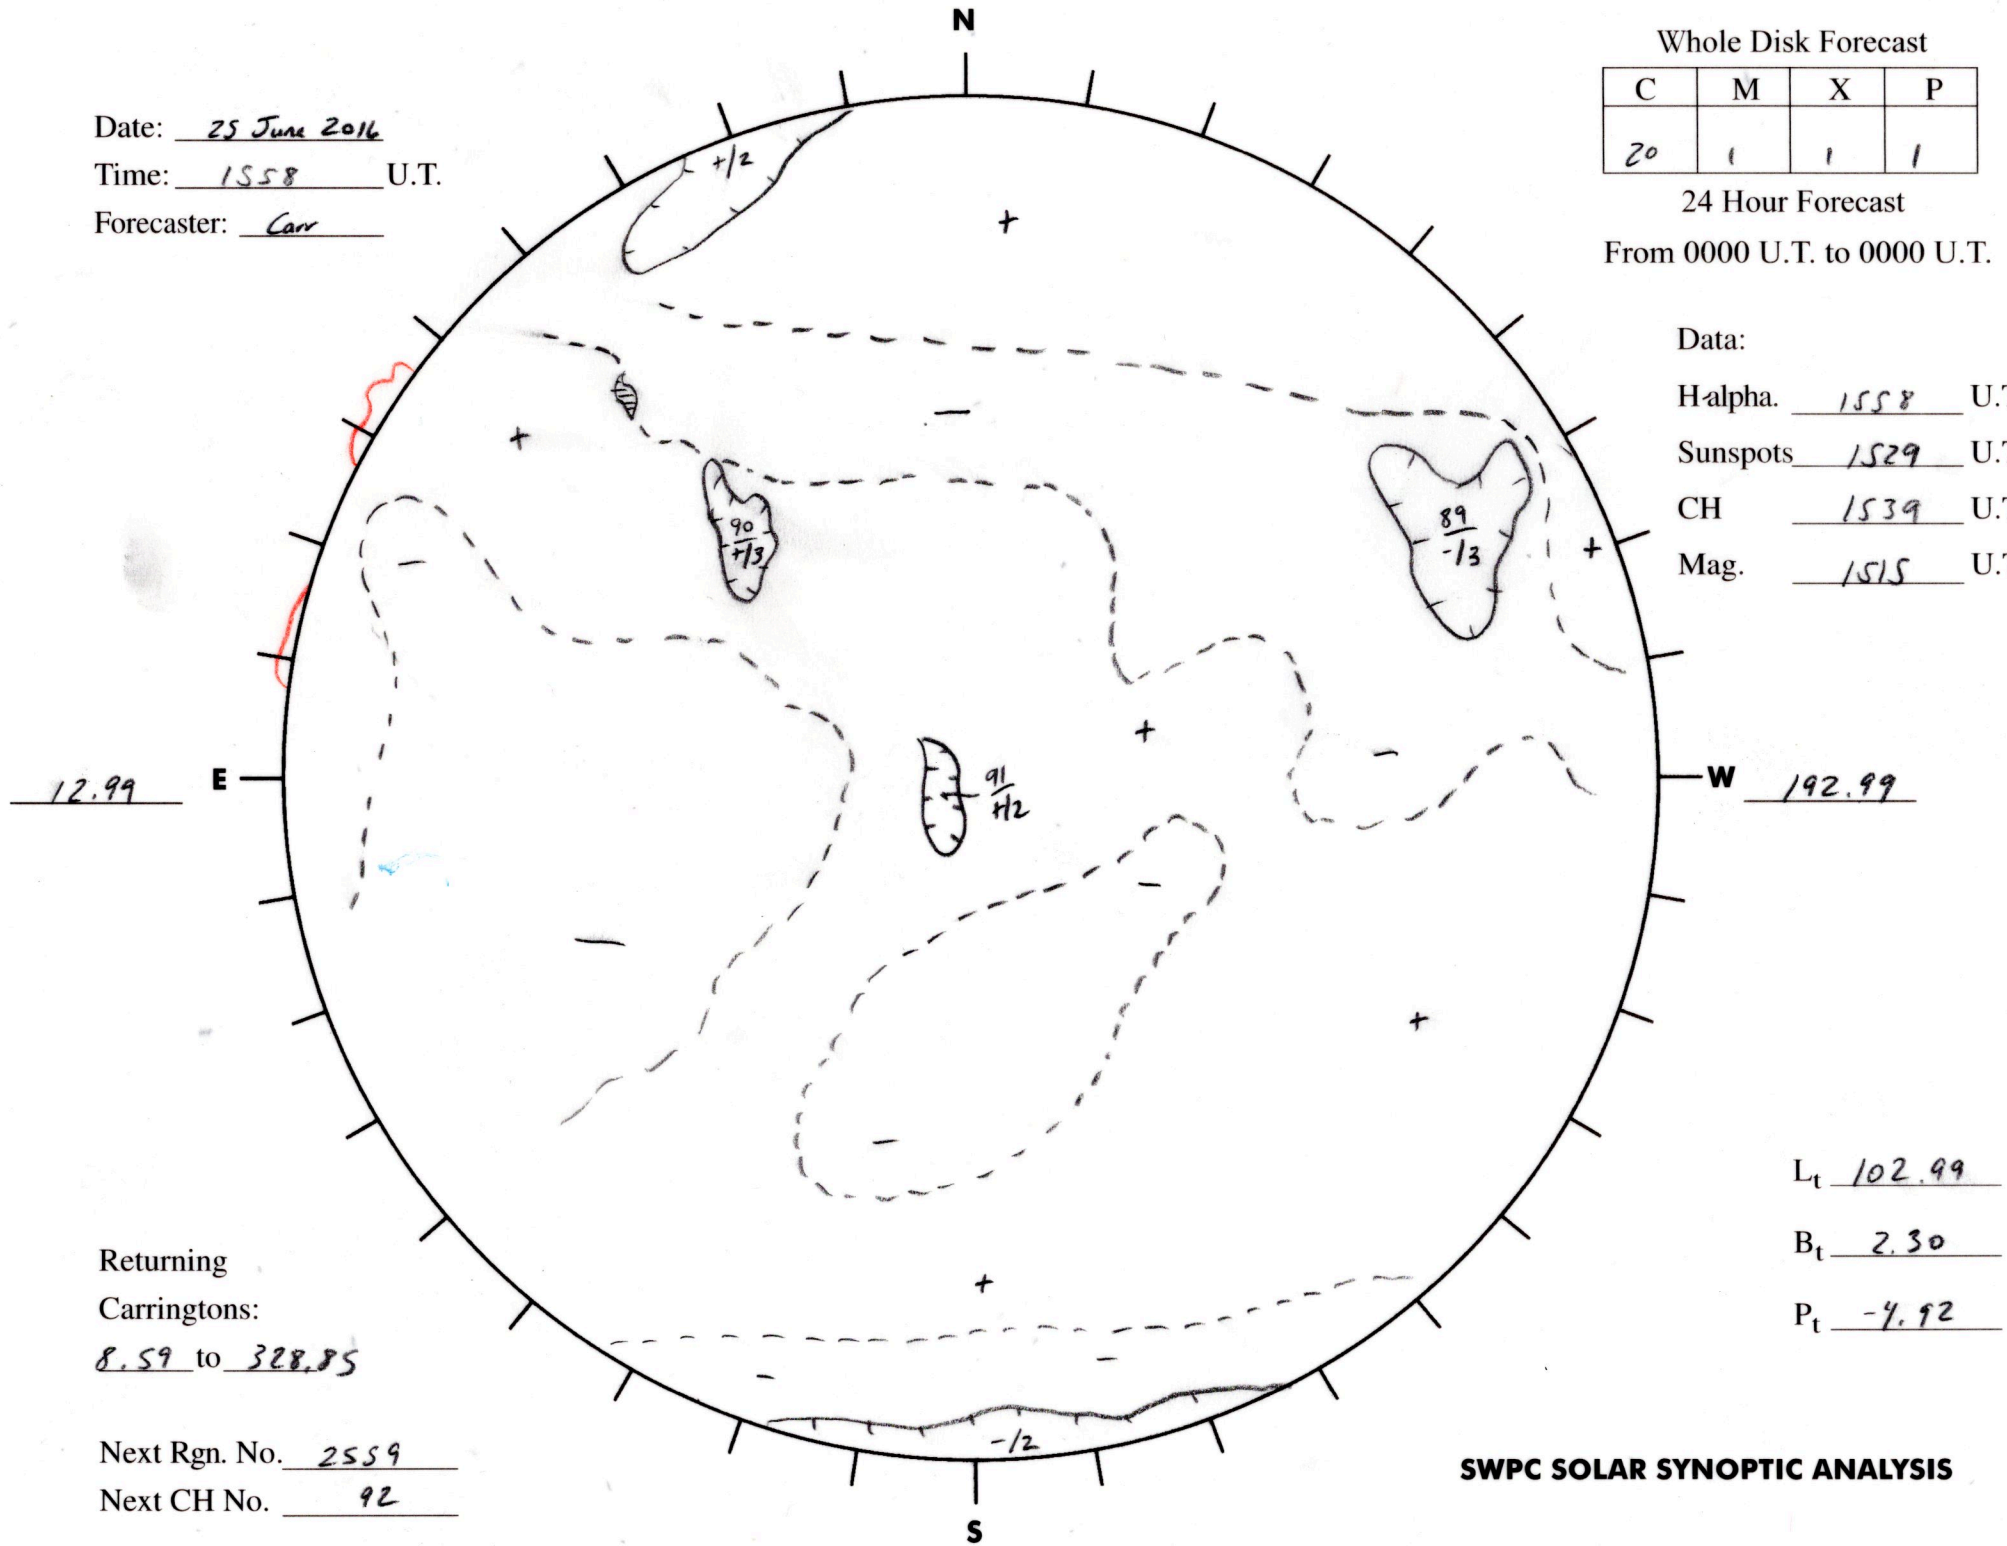 N
Whole Disk Forecast
C M X P
20 1 1 1
24 Hour Forecast
From 0000 U.T. to 0000 U.T.
Date: 25 June 2016
Time: 1558 U.T.
Forecaster: Carr
+/2
+
Data:
H-alpha. 1558 U.T
Sunspots 1529 U.T
CH 1539 U.T
Mag. 1515 U.T
-
+
90
+/3
89
-/3
+
-
+
-
12.99 E
91
+/2
W 192.99
-
-
+
-
Lt 102.99
Bt 2.30
Pt -4.92
Returning
Carringtons:
8.59 to 328.85
+
-
-
-/2
Next Rgn. No. 2559
Next CH No. 92
SWPC SOLAR SYNOPTIC ANALYSIS
S